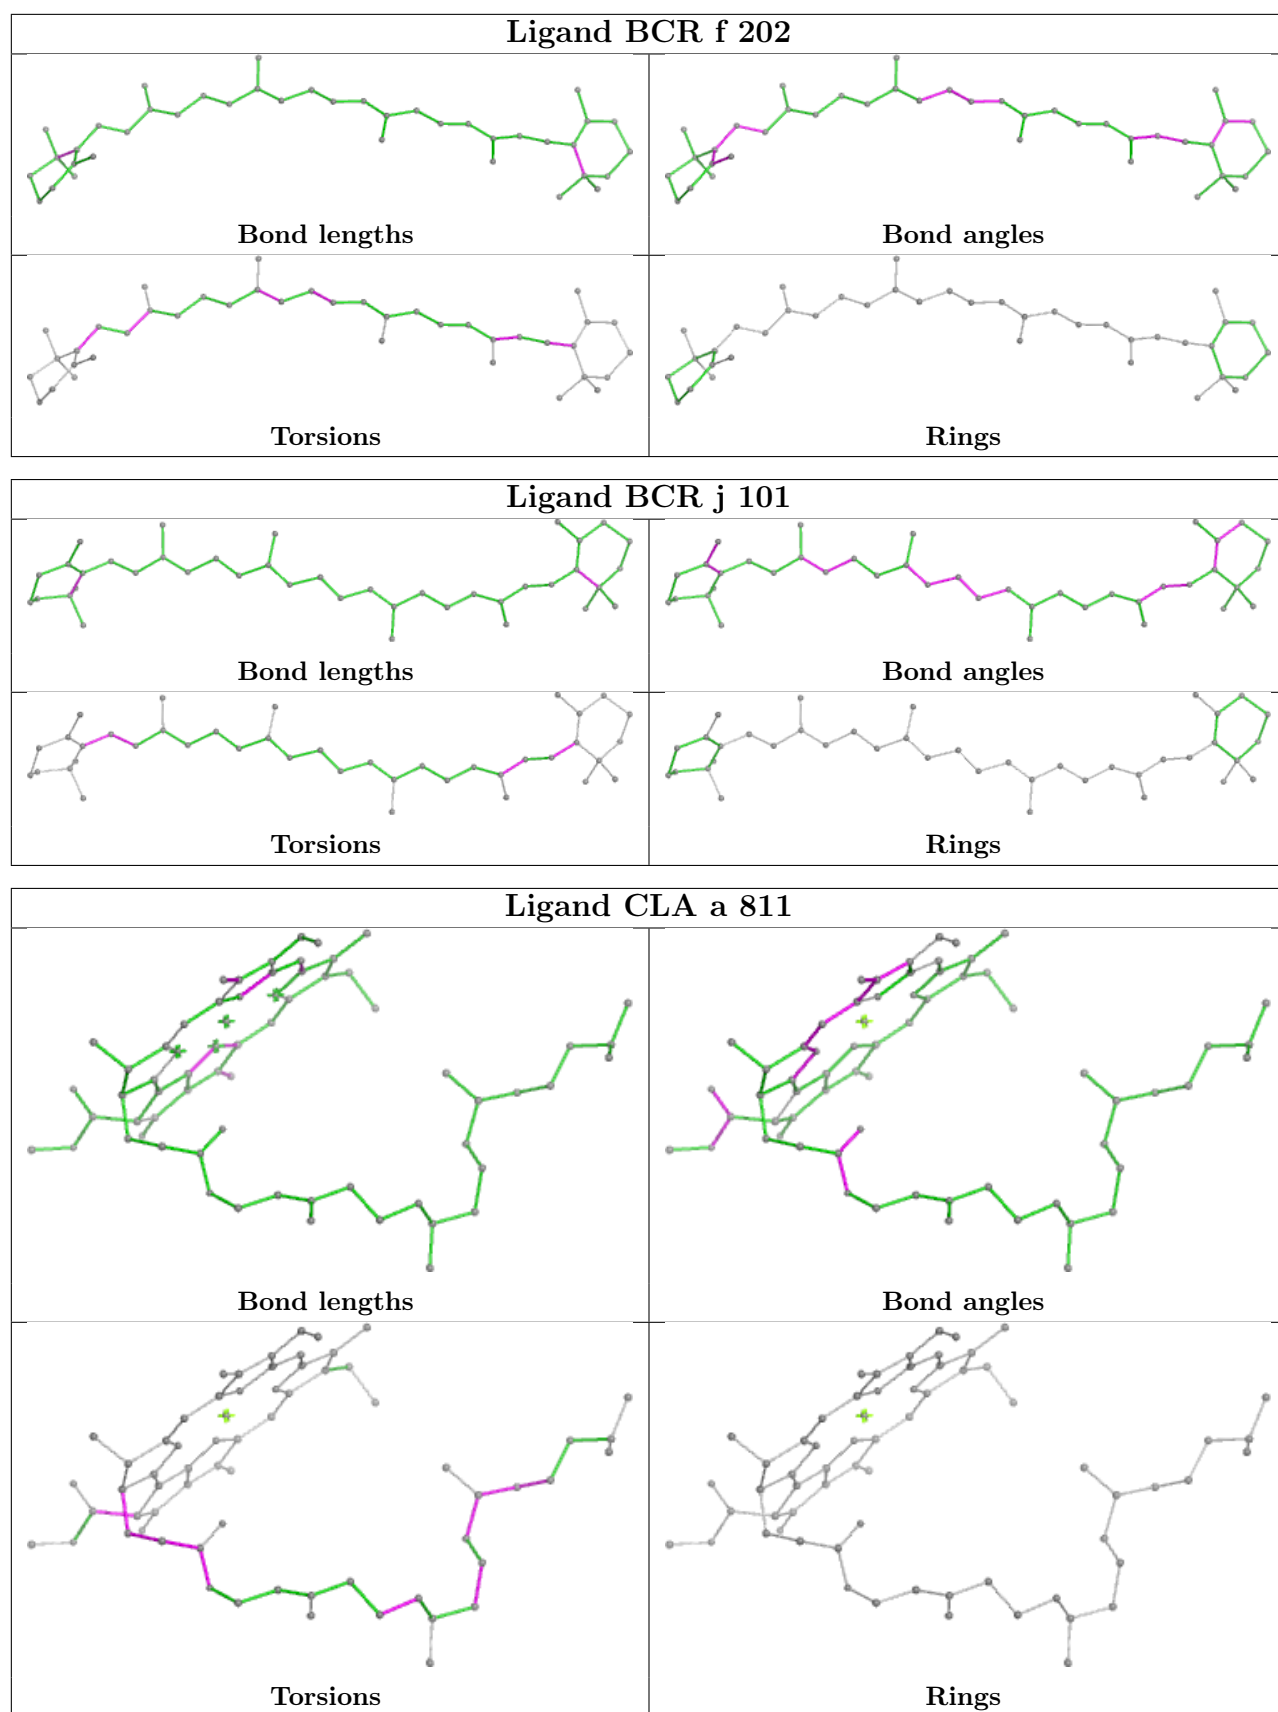 Ligand BCR f 202
Bond lengths
Bond angles
Torsions
Rings
Ligand BCR j 101
Bond lengths
Bond angles
Torsions
Rings
Ligand CLA a 811
Bond lengths
Bond angles
Torsions
Rings